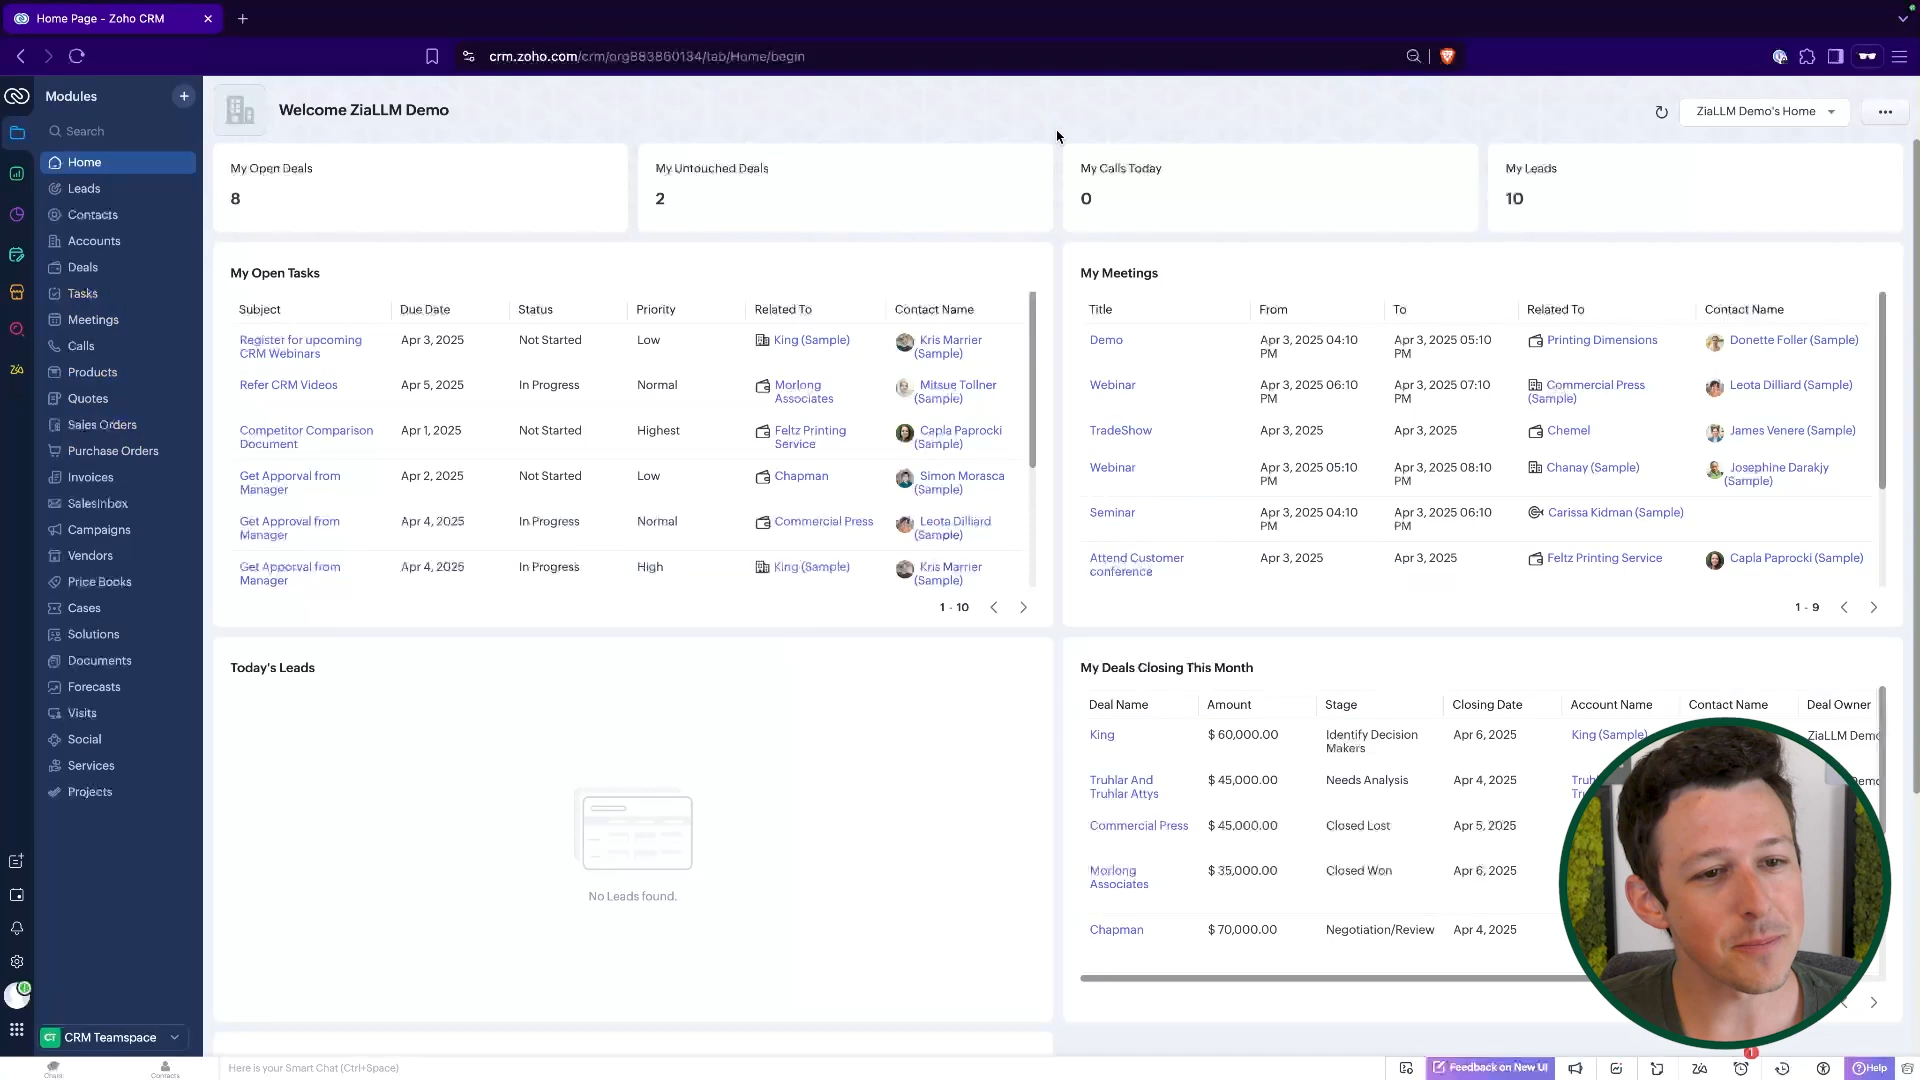 Home Page - Zoho CRM
crm.zoho.com/crm/org883860134/tab/Home/begin
Modules
Search
Home
Leads
Contacts
Accounts
Deals
Tasks
Meetings
Calls
Products
Quotes
Sales Orders
Purchase Orders
Invoices
SalesInbox
Campaigns
Vendors
Price Books
Cases
Solutions
Documents
Forecasts
Visits
Social
Services
Projects
CT CRM Teamspace
Welcome ZiaLLM Demo
ZiaLLM Demo's Home
My Open Deals
8
My Untouched Deals
2
My Calls Today
0
My Leads
10
My Open Tasks
Subject Due Date Status Priority Related To Contact Name
Register for upcoming CRM Webinars Apr 3, 2025 Not Started Low King (Sample) Kris Marrier (Sample)
Refer CRM Videos Apr 5, 2025 In Progress Normal Morlong Associates Mitsue Tollner (Sample)
Competitor Comparison Document Apr 1, 2025 Not Started Highest Feltz Printing Service Capla Paprocki (Sample)
Get Apporval from Manager Apr 2, 2025 Not Started Low Chapman Simon Morasca (Sample)
Get Approval from Manager Apr 4, 2025 In Progress Normal Commercial Press Leota Dilliard (Sample)
Get Apporval from Manager Apr 4, 2025 In Progress High King (Sample) Kris Marrier (Sample)
1 - 10
My Meetings
Title From To Related To Contact Name
Demo Apr 3, 2025 04:10 PM Apr 3, 2025 05:10 PM Printing Dimensions Donette Foller (Sample)
Webinar Apr 3, 2025 06:10 PM Apr 3, 2025 07:10 PM Commercial Press (Sample) Leota Dilliard (Sample)
TradeShow Apr 3, 2025 Apr 3, 2025 Chemel James Venere (Sample)
Webinar Apr 3, 2025 05:10 PM Apr 3, 2025 08:10 PM Chanay (Sample) Josephine Darakjy (Sample)
Seminar Apr 3, 2025 04:10 PM Apr 3, 2025 06:10 PM Carissa Kidman (Sample)
Attend Customer conference Apr 3, 2025 Apr 3, 2025 Feltz Printing Service Capla Paprocki (Sample)
1 - 9
Today's Leads
No Leads found.
My Deals Closing This Month
Deal Name Amount Stage Closing Date Account Name Contact Name Deal Owner
King $ 60,000.00 Identify Decision Makers Apr 6, 2025 King (Sample) ZiaLLM Demo
Truhlar And Truhlar Attys $ 45,000.00 Needs Analysis Apr 4, 2025
Commercial Press $ 45,000.00 Closed Lost Apr 5, 2025
Morlong Associates $ 35,000.00 Closed Won Apr 6, 2025
Chapman $ 70,000.00 Negotiation/Review Apr 4, 2025
Chats
Contacts
Here is your Smart Chat (Ctrl+Space)
Feedback on New UI
1
Help